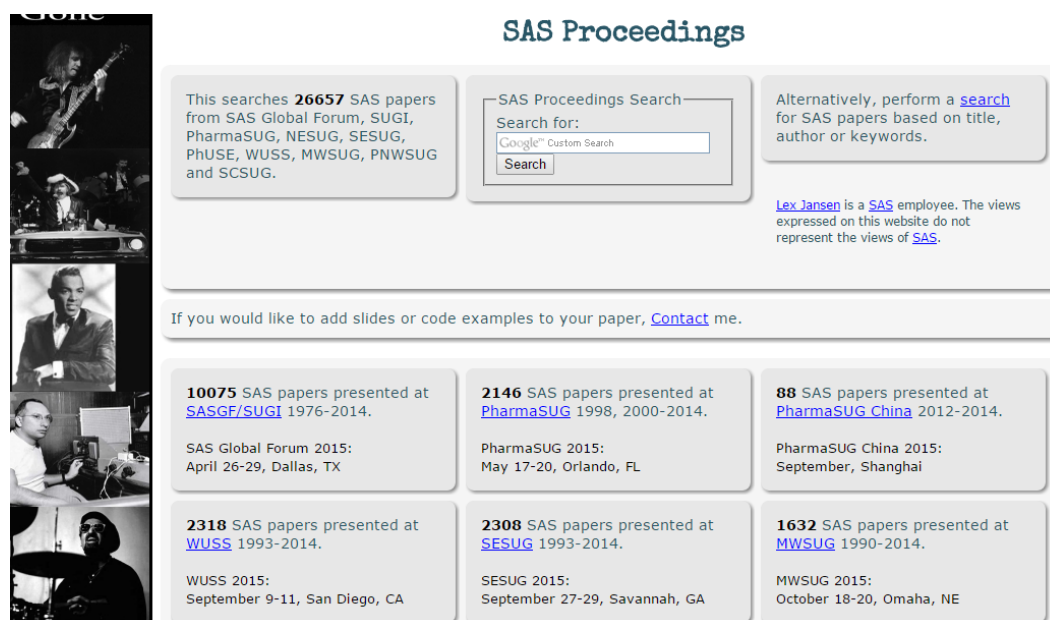 Gone
SAS Proceedings
This searches 26657 SAS papers
from SAS Global Forum, SUGI,
PharmaSUG, NESUG, SESUG,
PhUSE, WUSS, MWSUG, PNWSUG
and SCSUG.
SAS Proceedings Search
Search for:
Google™ Custom Search
Search
Alternatively, perform a search
for SAS papers based on title,
author or keywords.
Lex Jansen is a SAS employee. The views
expressed on this website do not
represent the views of SAS.
If you would like to add slides or code examples to your paper, Contact me.
10075 SAS papers presented at
SASGF/SUGI 1976-2014.
SAS Global Forum 2015:
April 26-29, Dallas, TX
2146 SAS papers presented at
PharmaSUG 1998, 2000-2014.
PharmaSUG 2015:
May 17-20, Orlando, FL
88 SAS papers presented at
PharmaSUG China 2012-2014.
PharmaSUG China 2015:
September, Shanghai
2318 SAS papers presented at
WUSS 1993-2014.
WUSS 2015:
September 9-11, San Diego, CA
2308 SAS papers presented at
SESUG 1993-2014.
SESUG 2015:
September 27-29, Savannah, GA
1632 SAS papers presented at
MWSUG 1990-2014.
MWSUG 2015:
October 18-20, Omaha, NE